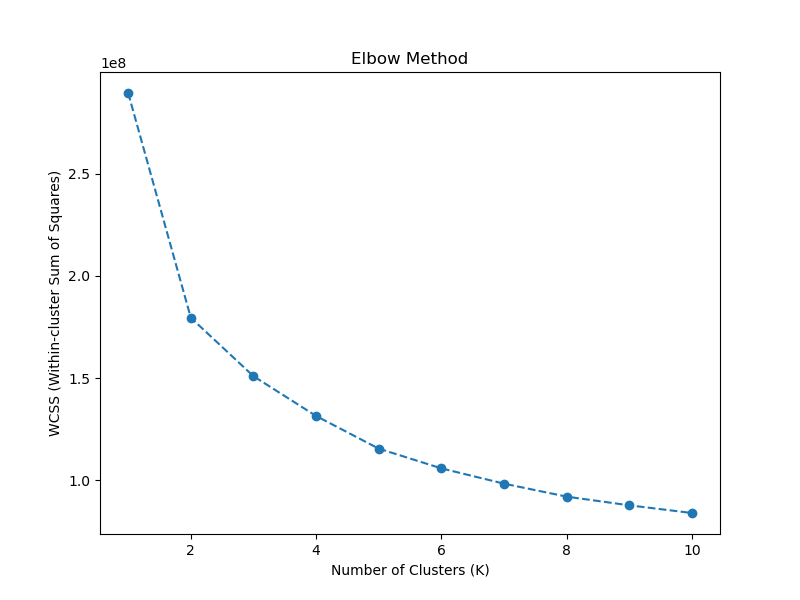 Elbow Method
1e8
2.5
2.0
1.5
1.0
WCSS (Within-cluster Sum of Squares)
2 4 6 8 10
Number of Clusters (K)